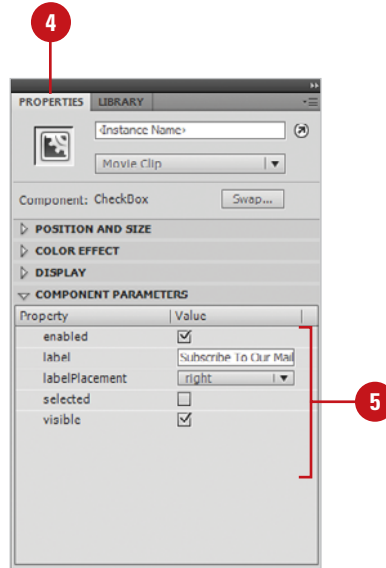 4
PROPERTIES LIBRARY
<Instance Name>
Movie Clip
Component: CheckBox Swap...
POSITION AND SIZE
COLOR EFFECT
DISPLAY
COMPONENT PARAMETERS
Property Value
enabled
label Subscribe To Our Mail
labelPlacement right
selected
visible
5